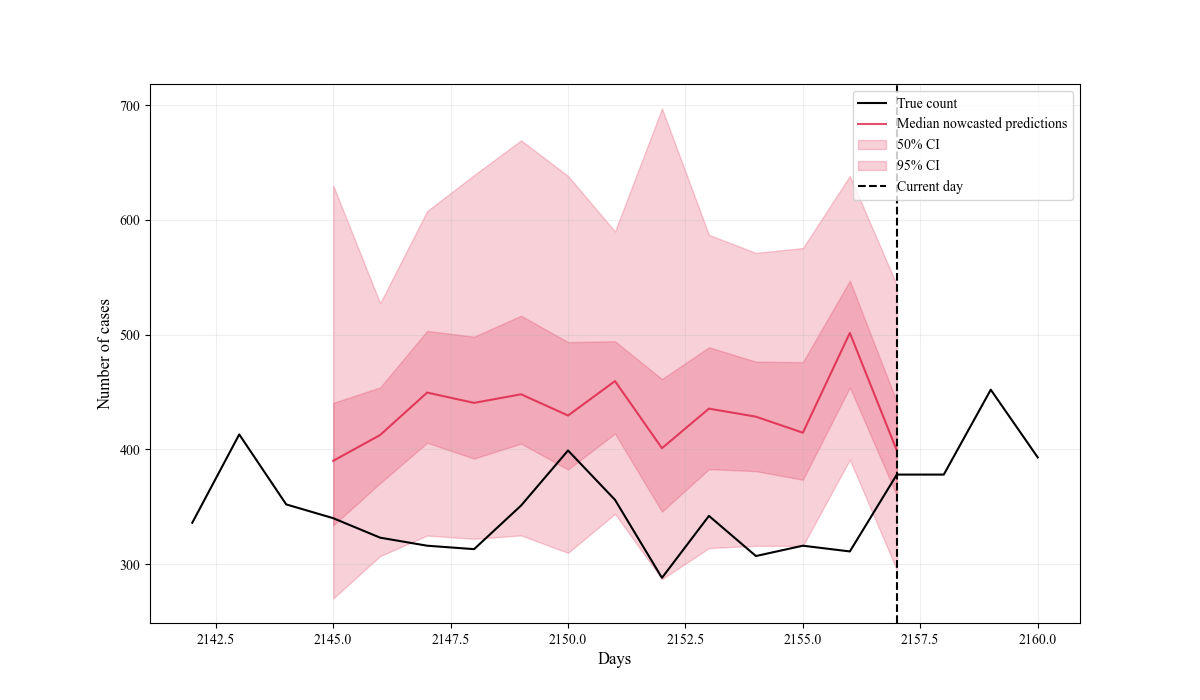 True count
Median nowcasted predictions
50% CI
95% CI
Current day
700
600
500
400
300
Number of cases
2142.5 2145.0 2147.5 2150.0 2152.5 2155.0 2157.5 2160.0
Days